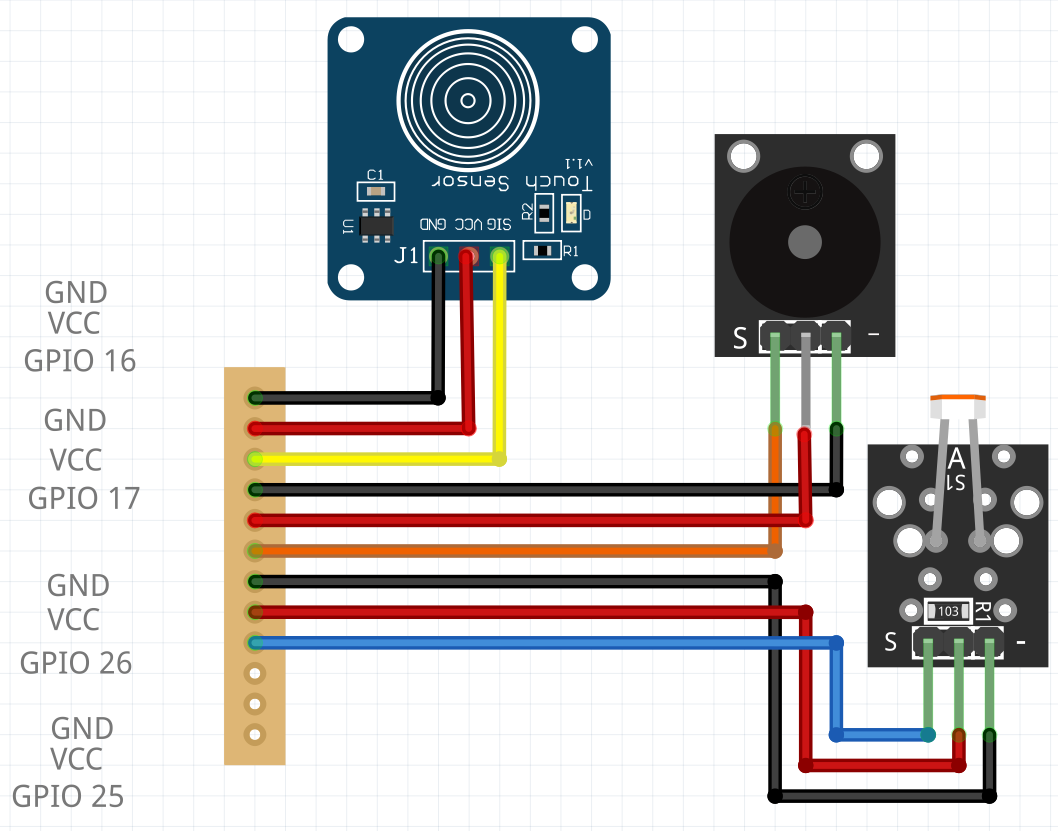 GND
VCC
GPIO 16
GND
VCC
GPIO 17
GND
VCC
GPIO 26
GND
VCC
GPIO 25
v1.1
Touch
Sensor
C1
U1
R2
D
GND VCC SIG
J1
R1
S -
A
S1
103
R1
S -